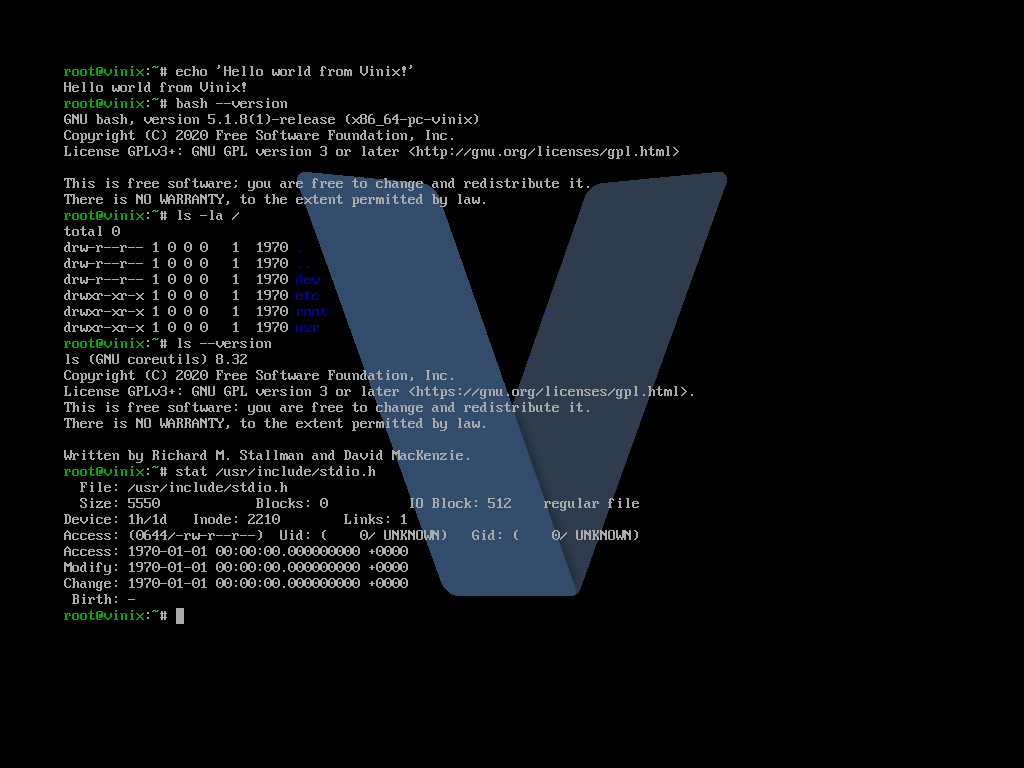 root@vinix:~# echo 'Hello world from Vinix!'
Hello world from Vinix!
root@vinix:~# bash --version
GNU bash, version 5.1.8(1)-release (x86_64-pc-vinix)
Copyright (C) 2020 Free Software Foundation, Inc.
License GPLv3+: GNU GPL version 3 or later <http://gnu.org/licenses/gpl.html>

This is free software; you are free to change and redistribute it.
There is NO WARRANTY, to the extent permitted by law.
root@vinix:~# ls -la /
total 0
drw-r--r-- 1 0 0 0   1  1970 .
drw-r--r-- 1 0 0 0   1  1970 ..
drw-r--r-- 1 0 0 0   1  1970 dev
drwxr-xr-x 1 0 0 0   1  1970 etc
drwxr-xr-x 1 0 0 0   1  1970 root
drwxr-xr-x 1 0 0 0   1  1970 usr
root@vinix:~# ls --version
ls (GNU coreutils) 8.32
Copyright (C) 2020 Free Software Foundation, Inc.
License GPLv3+: GNU GPL version 3 or later <https://gnu.org/licenses/gpl.html>.
This is free software: you are free to change and redistribute it.
There is NO WARRANTY, to the extent permitted by law.

Written by Richard M. Stallman and David MacKenzie.
root@vinix:~# stat /usr/include/stdio.h
  File: /usr/include/stdio.h
  Size: 5550            Blocks: 0          IO Block: 512    regular file
Device: 1h/1d   Inode: 2210        Links: 1
Access: (0644/-rw-r--r--)  Uid: (    0/ UNKNOWN)   Gid: (    0/ UNKNOWN)
Access: 1970-01-01 00:00:00.000000000 +0000
Modify: 1970-01-01 00:00:00.000000000 +0000
Change: 1970-01-01 00:00:00.000000000 +0000
 Birth: -
root@vinix:~#